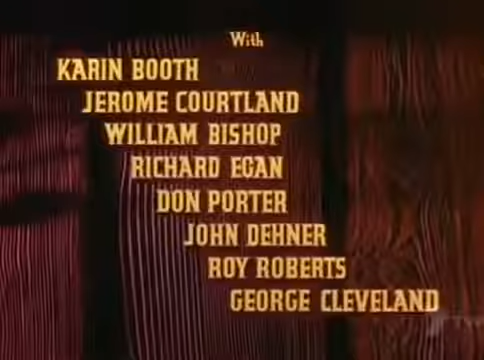 With
KARIN BOOTH
JEROME COURTLAND
WILLIAM BISHOP
RICHARD EGAN
DON PORTER
JOHN DEHNER
ROY ROBERTS
GEORGE CLEVELAND